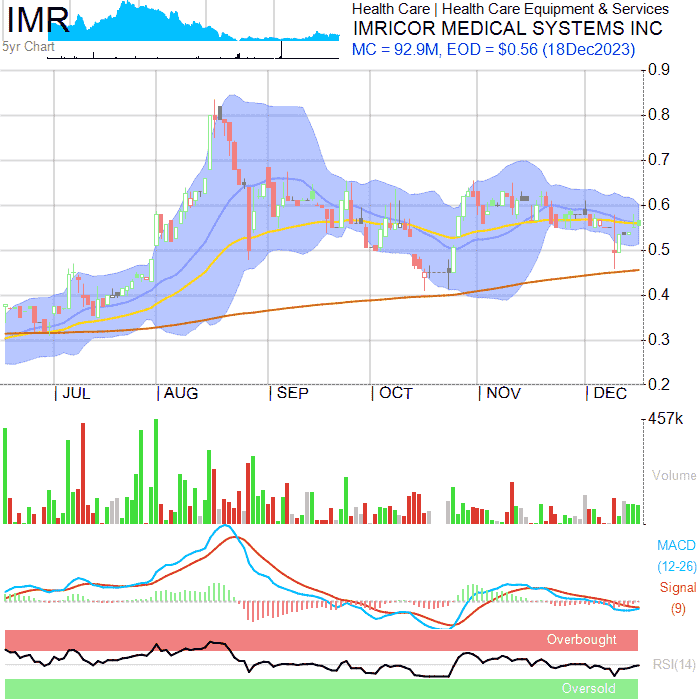 IMR
5yr Chart
Health Care | Health Care Equipment & Services
IMRICOR MEDICAL SYSTEMS INC
MC = 92.9M, EOD = $0.56 (18Dec2023)
0.9
0.8
0.7
0.6
0.5
0.4
0.3
0.2
JUL AUG SEP OCT NOV DEC
457k
Volume
MACD
(12-26)
Signal
(9)
Overbought
RSI(14)
Oversold